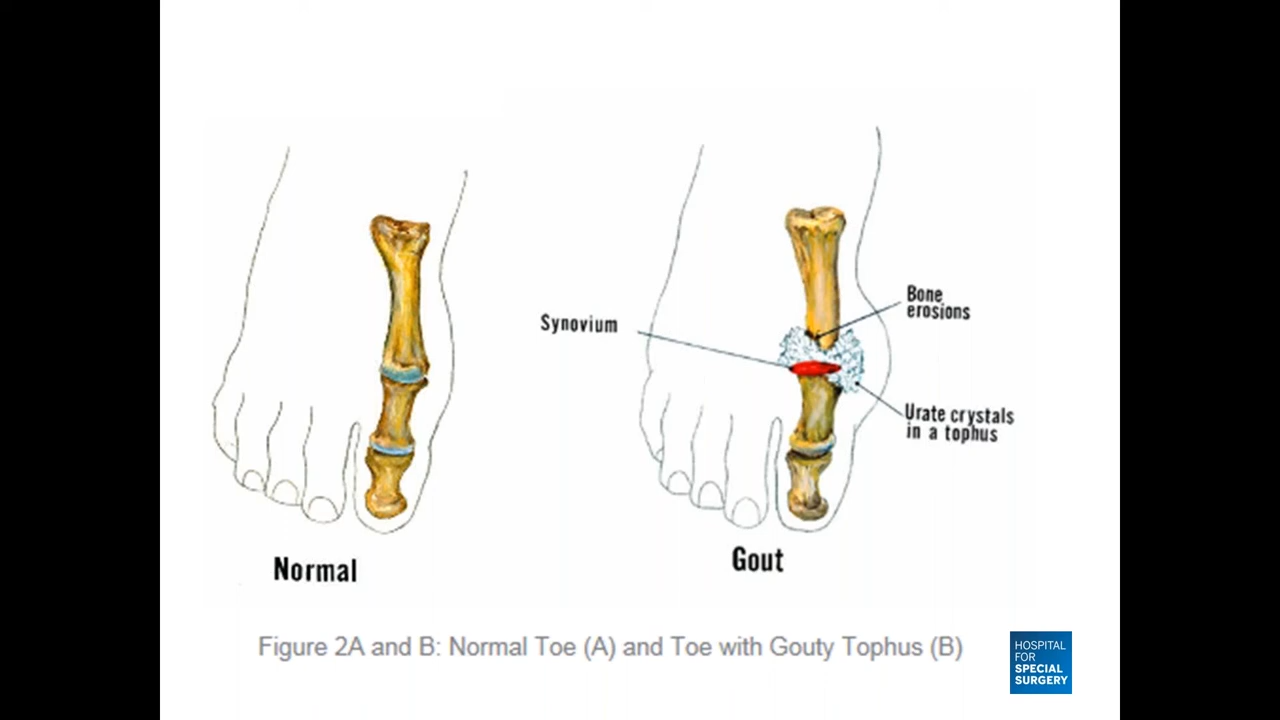 Bone
erosions
Synovium
Urate crystals
in a tophus
Gout
Normal
Figure 2A and B: Normal Toe (A) and Toe with Gouty Tophus (B)
HOSPITAL
FOR
SPECIAL
SURGERY